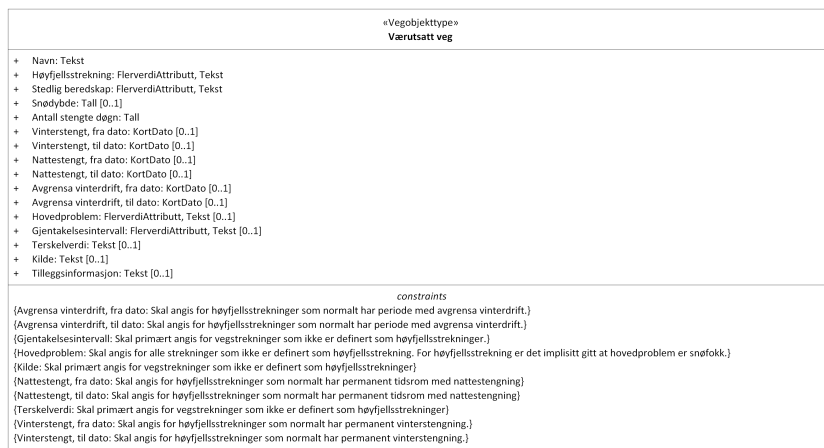 «Vegobjekttype»
Værutsatt veg
+ Navn: Tekst
+ Høyfjellsstrekning: FlerverdiAttributt, Tekst
+ Stedlig beredskap: FlerverdiAttributt, Tekst
+ Snødybde: Tall [0..1]
+ Antall stengte døgn: Tall
+ Vinterstengt, fra dato: KortDato [0..1]
+ Vinterstengt, til dato: KortDato [0..1]
+ Nattestengt, fra dato: KortDato [0..1]
+ Nattestengt, til dato: KortDato [0..1]
+ Avgrensa vinterdrift, fra dato: KortDato [0..1]
+ Avgrensa vinterdrift, til dato: KortDato [0..1]
+ Hovedproblem: FlerverdiAttributt, Tekst [0..1]
+ Gjentakelsesintervall: FlerverdiAttributt, Tekst [0..1]
+ Terskelverdi: Tekst [0..1]
+ Kilde: Tekst [0..1]
+ Tilleggsinformasjon: Tekst [0..1]
constraints
{Avgrensa vinterdrift, fra dato: Skal angis for høyfjellsstrekninger som normalt har periode med avgrensa vinterdrift.}
{Avgrensa vinterdrift, til dato: Skal angis for høyfjellsstrekninger som normalt har periode med avgrensa vinterdrift.}
{Gjentakelsesintervall: Skal primært angis for vegstrekninger som ikke er definert som høyfjellsstrekninger.}
{Hovedproblem: Skal angis for alle strekninger som ikke er definert som høyfjellsstrekning. For høyfjellsstrekning er det implisitt gitt at hovedproblem er snøfokk.}
{Kilde: Skal primært angis for vegstrekninger som ikke er definert som høyfjellsstrekninger}
{Nattestengt, fra dato: Skal angis for høyfjellsstrekninger som normalt har permanent tidsrom med nattestengning}
{Nattestengt, til dato: Skal angis for høyfjellsstrekninger som normalt har permanent tidsrom med nattestengning}
{Terskelverdi: Skal primært angis for vegstrekninger som ikke er definert som høyfjellsstrekninger}
{Vinterstengt, fra dato: Skal angis for høyfjellsstrekninger som normalt har permanent vinterstengning.}
{Vinterstengt, til dato: Skal angis for høyfjellsstrekninger som normalt har permanent vinterstengning.}